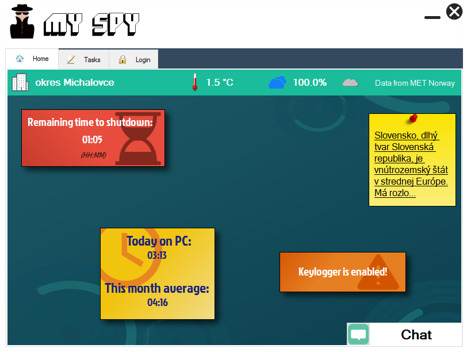 MY SPY
Home Tasks Login
okres Michalovce 1.5 °C 100.0% Data from MET Norway
Remaining time to shutdown:
01:05
(HH:MM)
Slovensko, dlhý
tvar Slovenská
republika, je
vnútrozemský štát
v strednej Európe.
Má rozlo...
Today on PC:
03:13
This month average:
04:16
Keylogger is enabled!
Chat